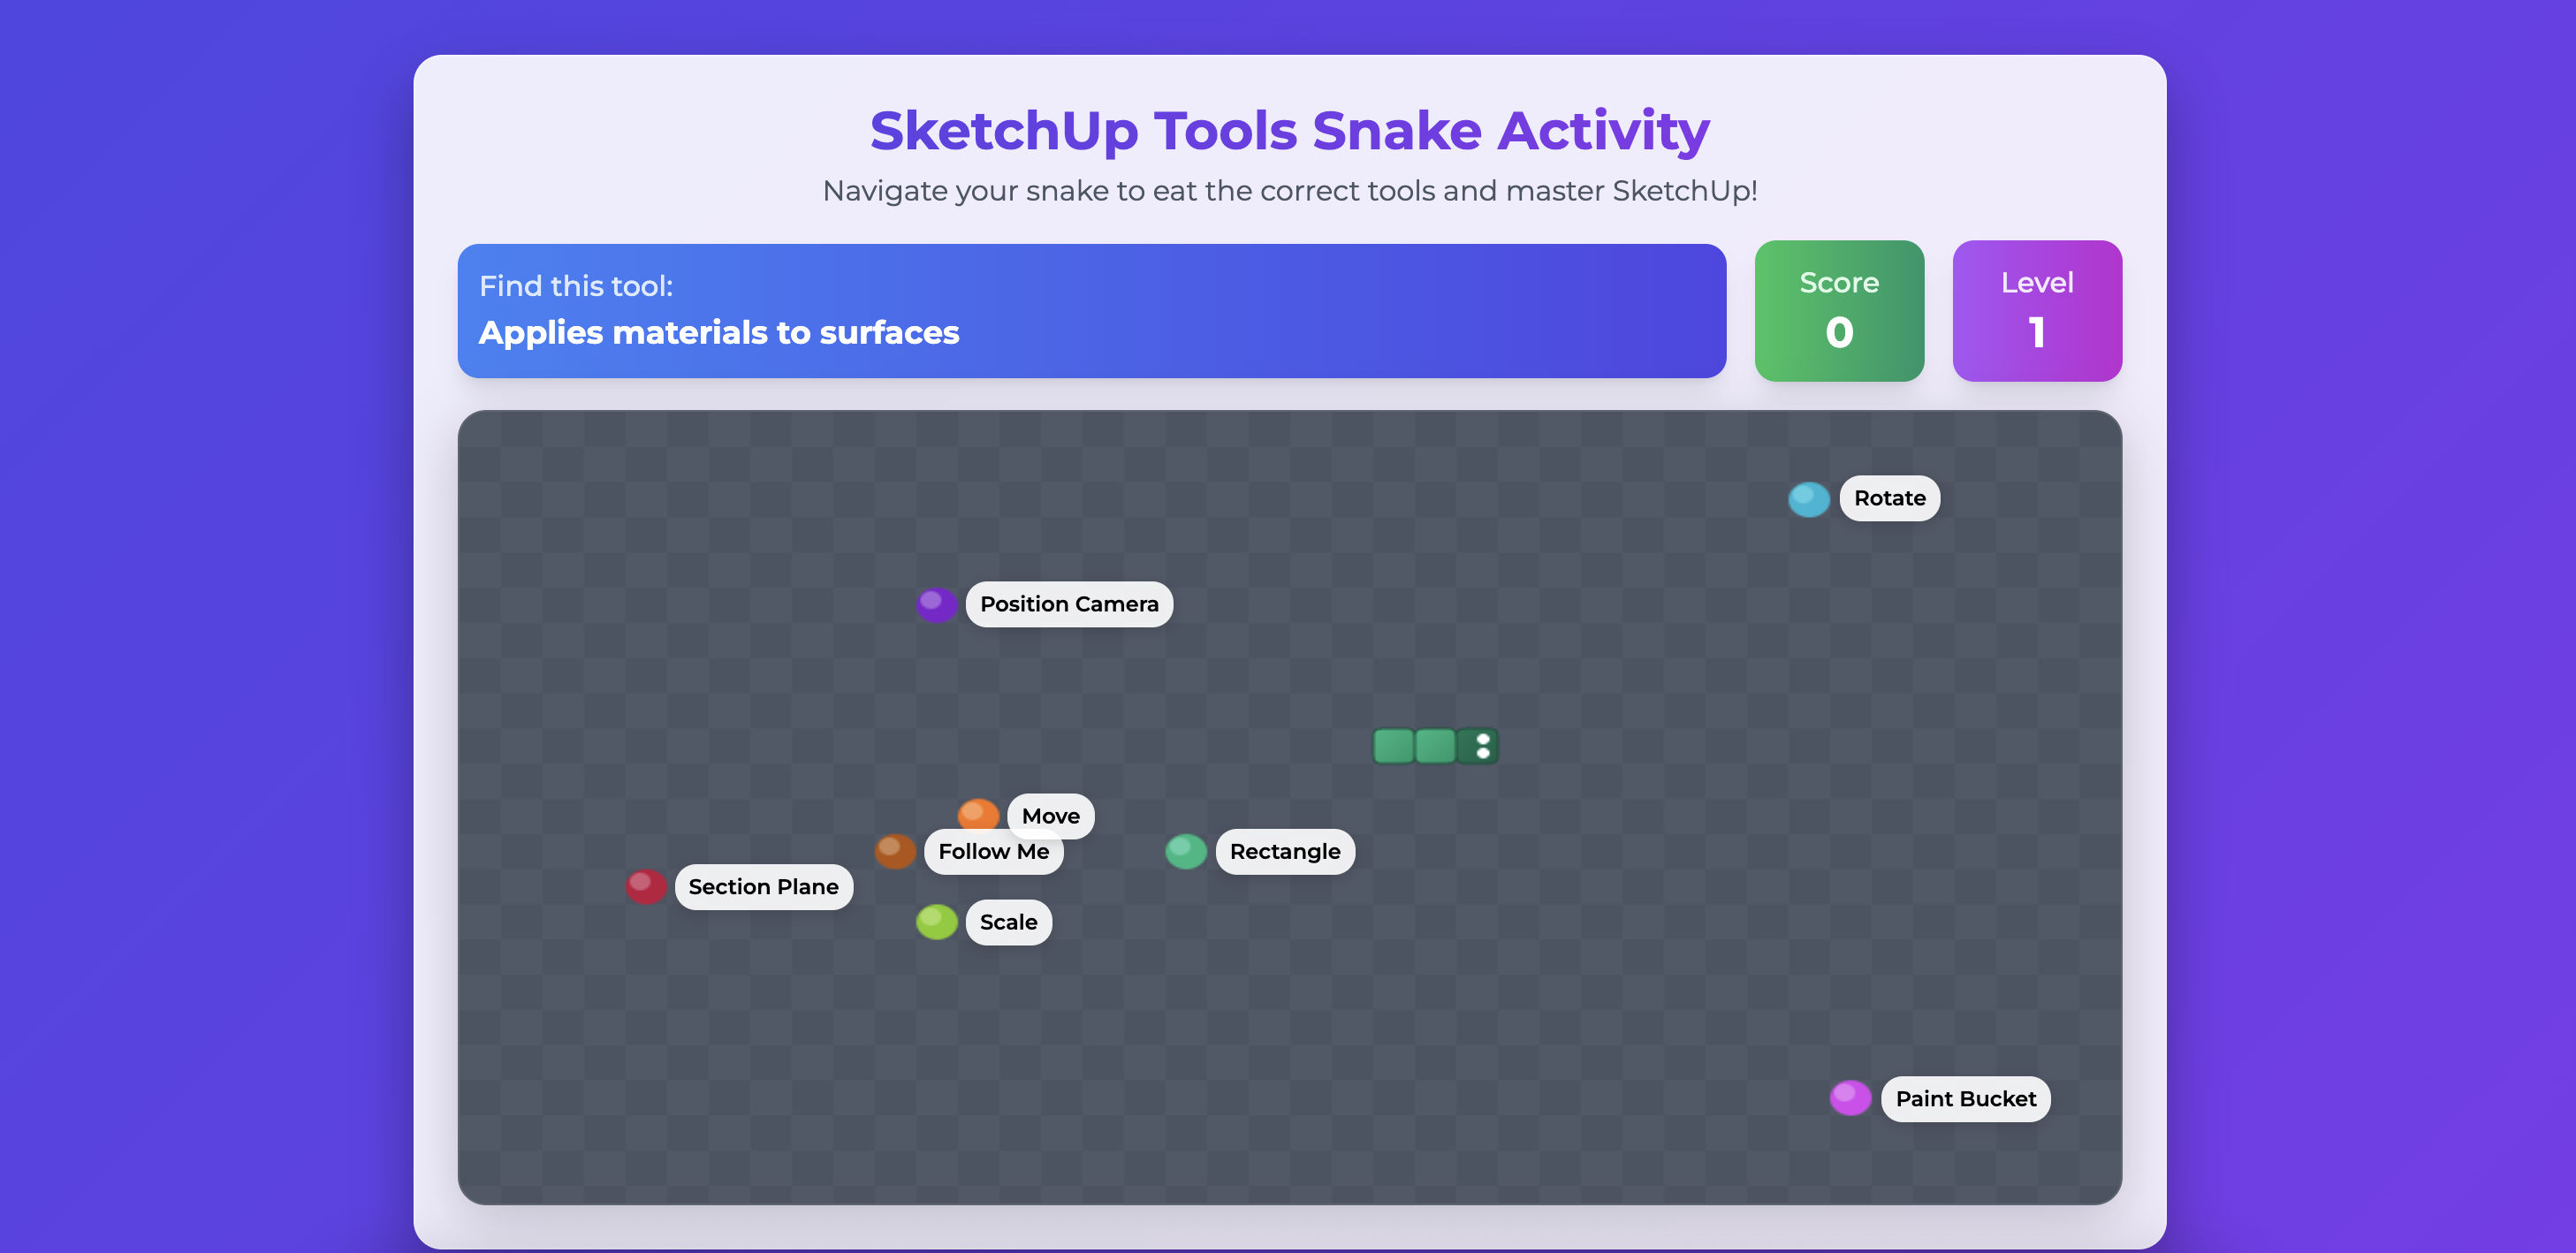 SketchUp Tools Snake Activity
Navigate your snake to eat the correct tools and master SketchUp!
Find this tool:
Applies materials to surfaces
Score
0
Level
1
Rotate
Position Camera
Move
Follow Me
Rectangle
Section Plane
Scale
Paint Bucket